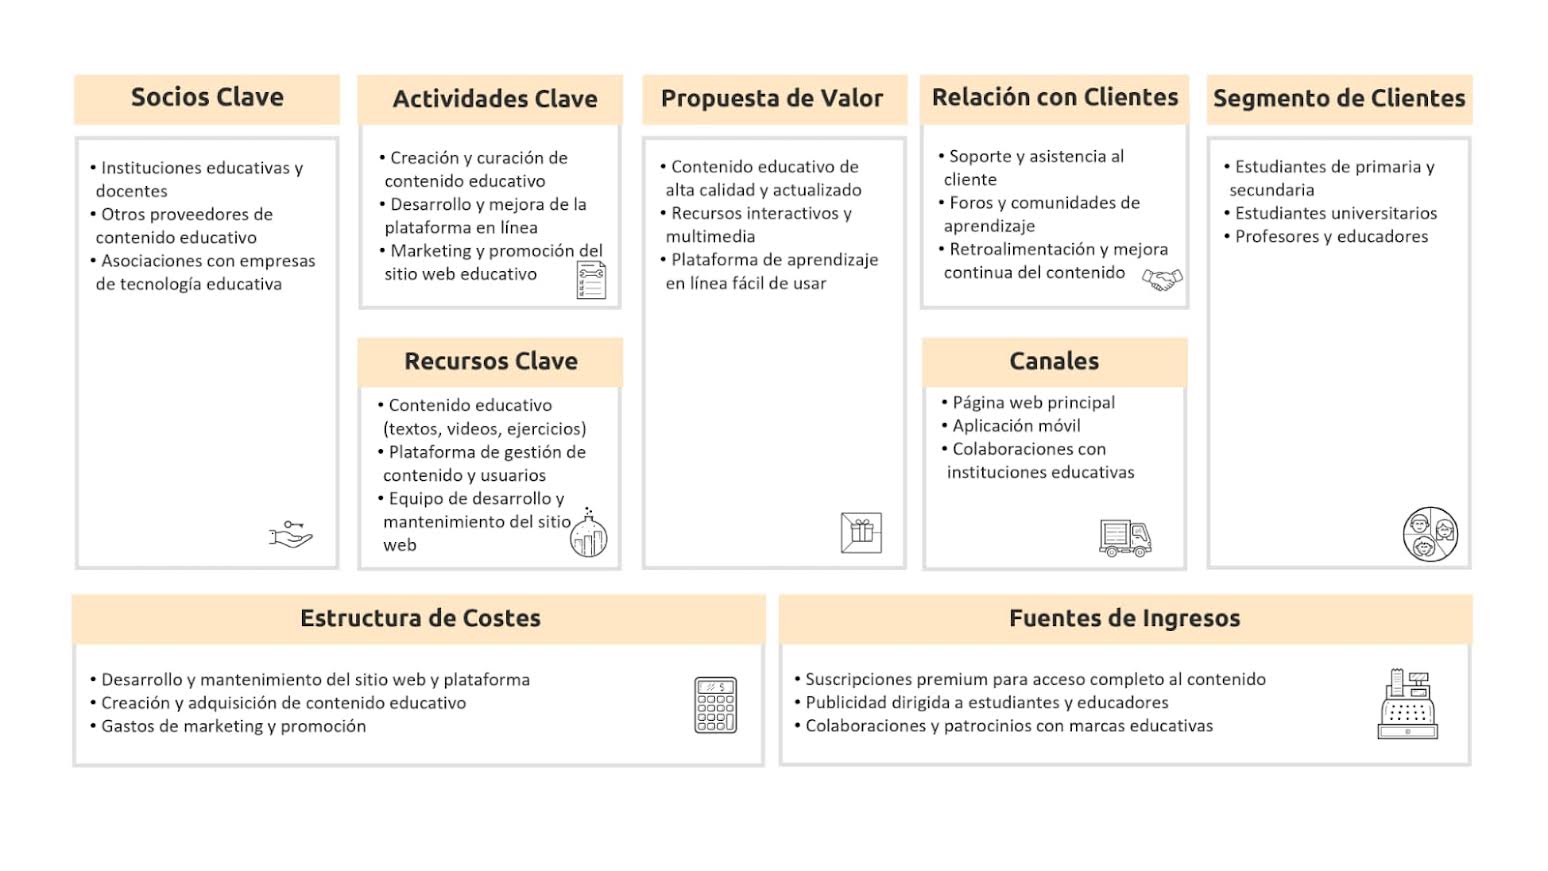 Socios Clave
• Instituciones educativas y
docentes
• Otros proveedores de
contenido educativo
• Asociaciones con empresas
de tecnología educativa
Actividades Clave
• Creación y curación de
contenido educativo
• Desarrollo y mejora de la
plataforma en línea
• Marketing y promoción del
sitio web educativo
Recursos Clave
• Contenido educativo
(textos, videos, ejercicios)
• Plataforma de gestión de
contenido y usuarios
• Equipo de desarrollo y
mantenimiento del sitio
web
Propuesta de Valor
• Contenido educativo de
alta calidad y actualizado
• Recursos interactivos y
multimedia
• Plataforma de aprendizaje
en línea fácil de usar
Relación con Clientes
• Soporte y asistencia al
cliente
• Foros y comunidades de
aprendizaje
• Retroalimentación y mejora
continua del contenido
Canales
• Página web principal
• Aplicación móvil
• Colaboraciones con
instituciones educativas
Segmento de Clientes
• Estudiantes de primaria y
secundaria
• Estudiantes universitarios
• Profesores y educadores
Estructura de Costes
• Desarrollo y mantenimiento del sitio web y plataforma
• Creación y adquisición de contenido educativo
• Gastos de marketing y promoción
Fuentes de Ingresos
• Suscripciones premium para acceso completo al contenido
• Publicidad dirigida a estudiantes y educadores
• Colaboraciones y patrocinios con marcas educativas